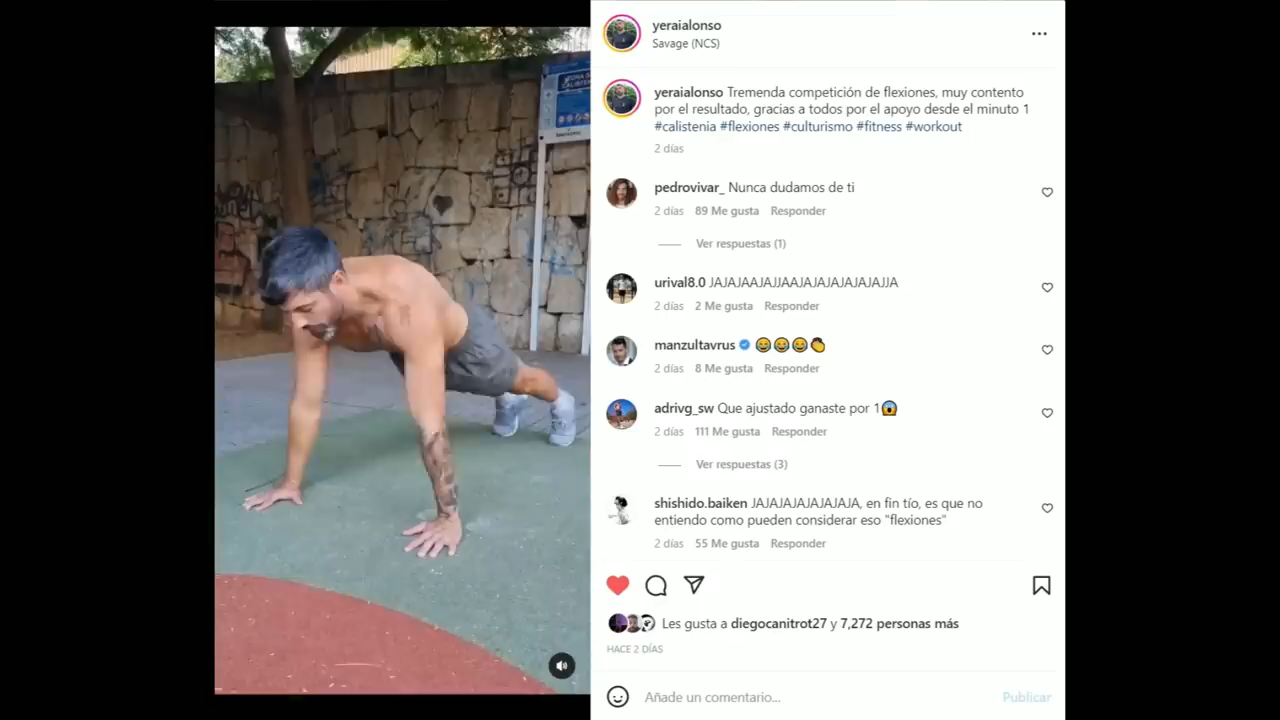 yeraialonso
Savage (NCS)
yeraialonso Tremenda competición de flexiones, muy contento
por el resultado, gracias a todos por el apoyo desde el minuto 1
#calistenia #flexiones #culturismo #fitness #workout
2 días
pedrovivar_ Nunca dudamos de ti
2 días 89 Me gusta Responder
Ver respuestas (1)
urival8.0 JAJAJAAJAJJAAJAJAJAJAJAJAJJA
2 días 2 Me gusta Responder
manzultavrus 😂😂😂👏
2 días 8 Me gusta Responder
adrivg_sw Que ajustado ganaste por 1😱
2 días 111 Me gusta Responder
Ver respuestas (3)
shishido.baiken JAJAJAJAJAJAJAJA, en fin tío, es que no
entiendo como pueden considerar eso "flexiones"
2 días 55 Me gusta Responder
Les gusta a diegocanitrot27 y 7,272 personas más
HACE 2 DÍAS
Añade un comentario...
Publicar